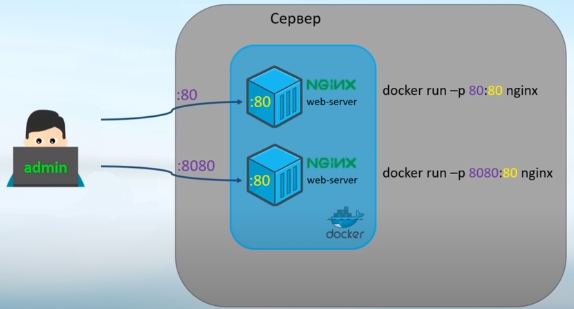 Сервер
:80
:80
NGINX
web-server
docker run –p 80:80 nginx
admin
:8080
:80
NGINX
web-server
docker run –p 8080:80 nginx
docker